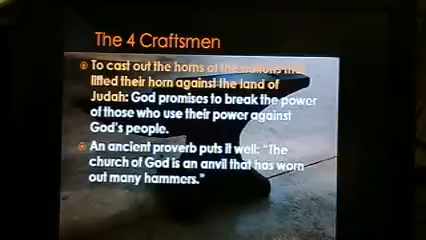 The 4 Craftsmen
To cast out the horns of the nations that
lifted their horn against the land of
Judah: God promises to break the power
of those who use their power against
God's people.
An ancient proverb puts it well: "The
church of God is an anvil that has worn
out many hammers."